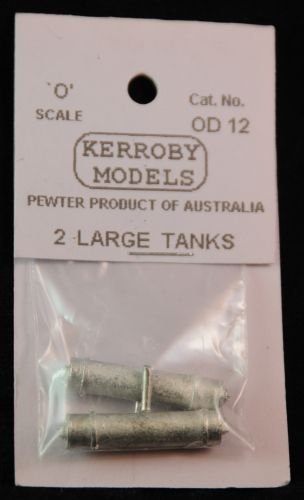 'O'
SCALE
Cat. No.
OD 12
KERROBY
MODELS
PEWTER PRODUCT OF AUSTRALIA
2 LARGE TANKS